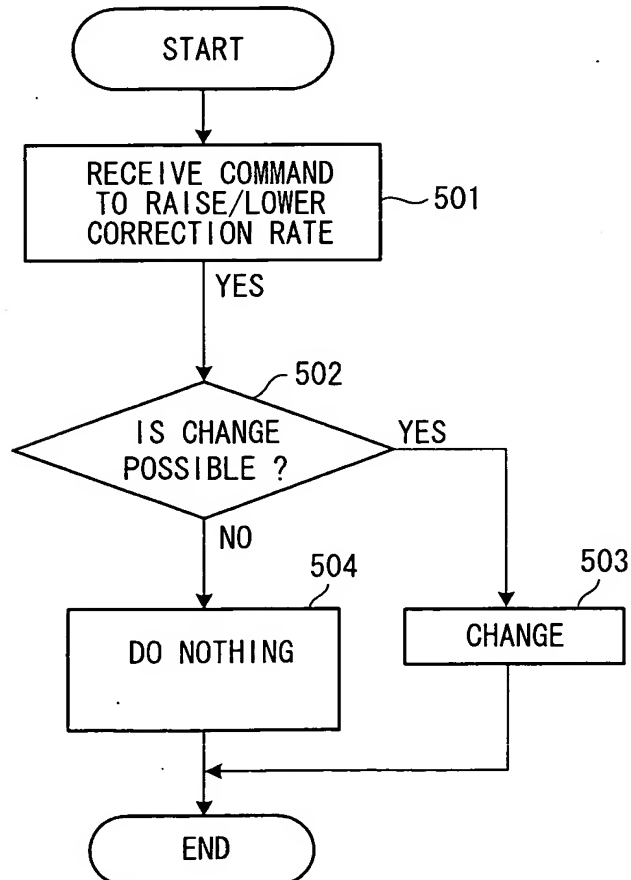 START
RECEIVE COMMAND
TO RAISE/LOWER
CORRECTION RATE
501
YES
502
IS CHANGE
POSSIBLE ?
YES
NO
504
503
DO NOTHING
CHANGE
END